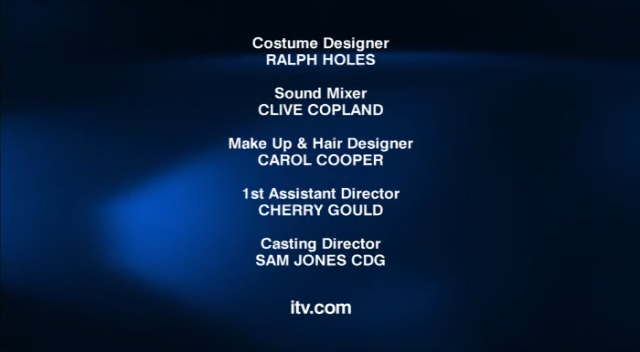 Costume Designer
RALPH HOLES
Sound Mixer
CLIVE COPLAND
Make Up & Hair Designer
CAROL COOPER
1st Assistant Director
CHERRY GOULD
Casting Director
SAM JONES CDG
itv.com